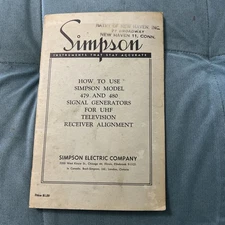 NEW HAVEN 11, CONN.
Simpson
INSTRUMENTS THAT STAY ACCURATE
HOW TO USE
SIMPSON MODEL
479 AND 480
SIGNAL GENERATORS
FOR UHF
TELEVISION
RECEIVER ALIGNMENT
SIMPSON ELECTRIC COMPANY